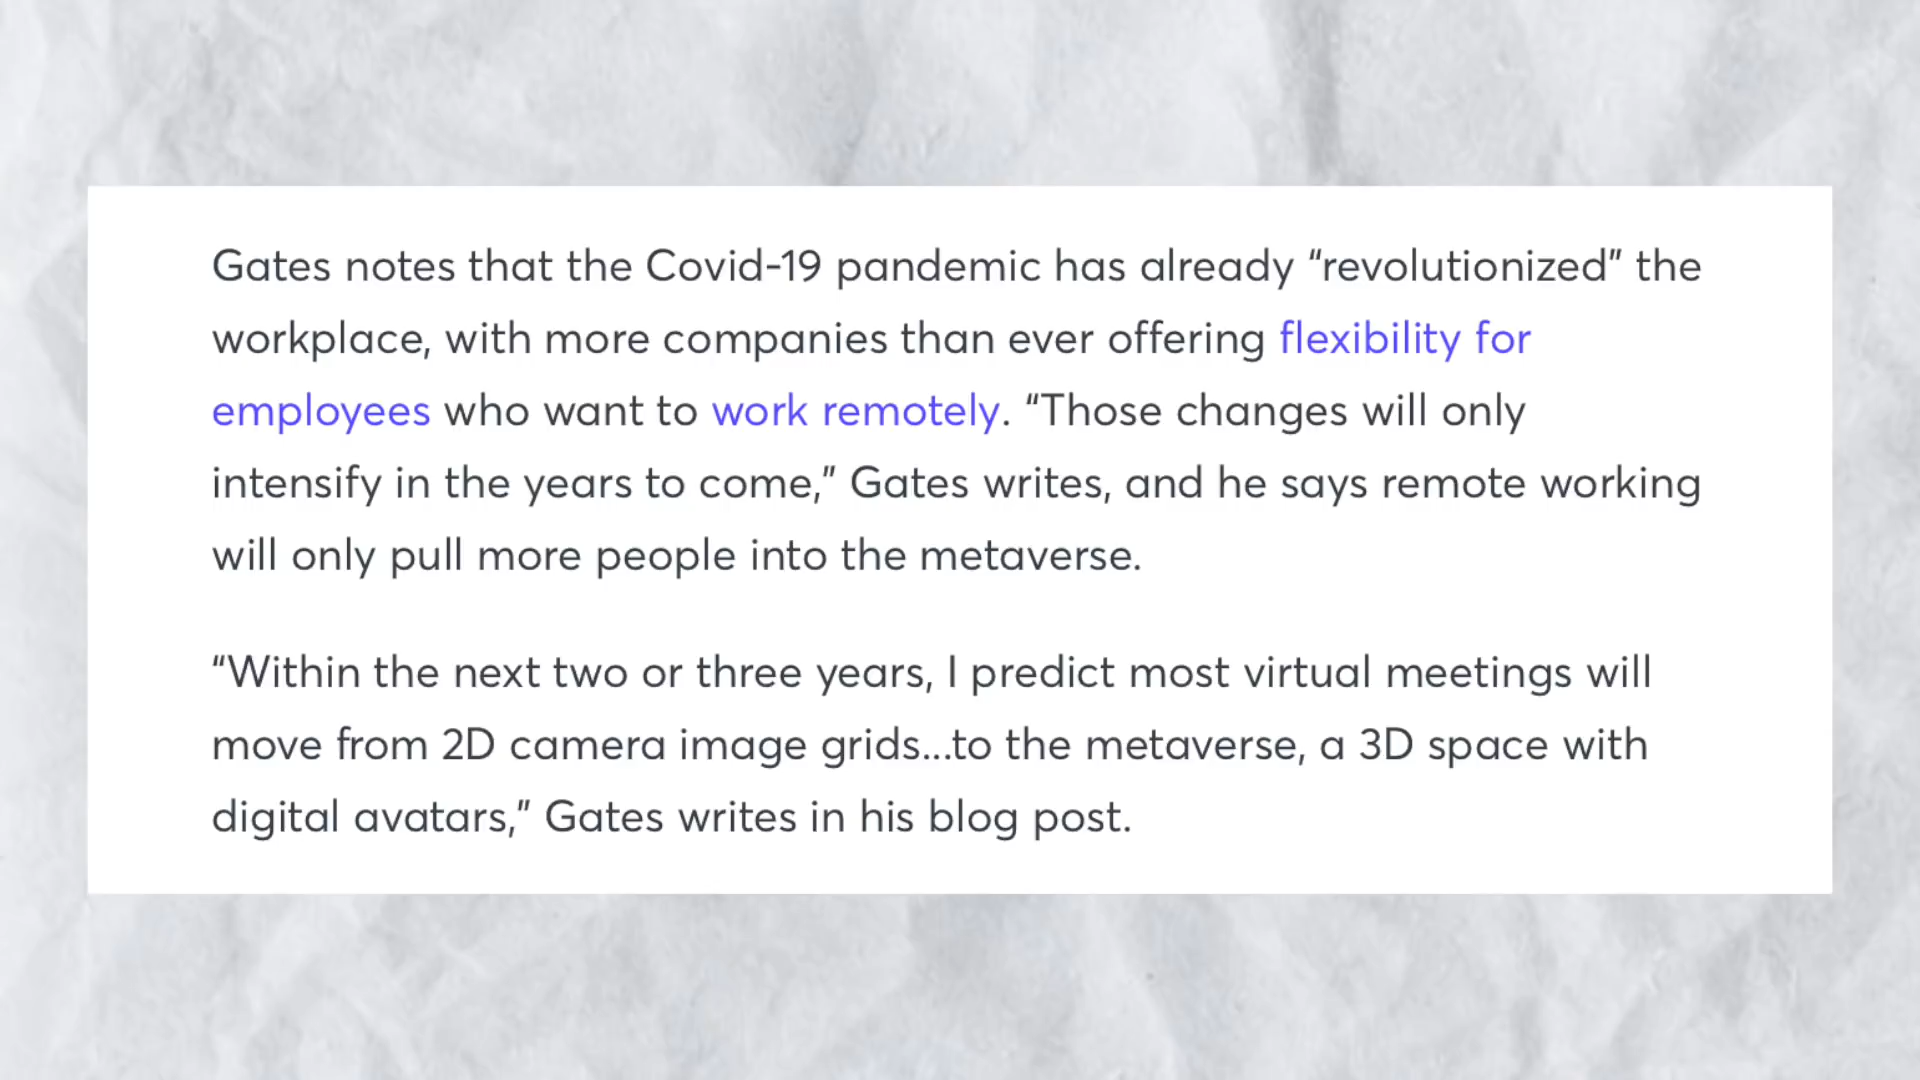 Gates notes that the Covid-19 pandemic has already “revolutionized” the
workplace, with more companies than ever offering flexibility for
employees who want to work remotely. “Those changes will only
intensify in the years to come,” Gates writes, and he says remote working
will only pull more people into the metaverse.
“Within the next two or three years, I predict most virtual meetings will
move from 2D camera image grids...to the metaverse, a 3D space with
digital avatars,” Gates writes in his blog post.